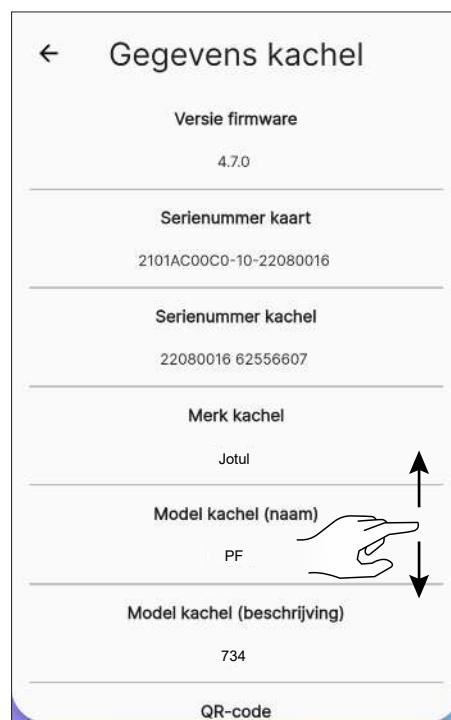 Gegevens kachel
Versie firmware
4.7.0
Serienummer kaart
2101AC00C0-10-22080016
Serienummer kachel
22080016 62556607
Merk kachel
Jotul
Model kachel (naam)
PF
Model kachel (beschrijving)
734
QR-code